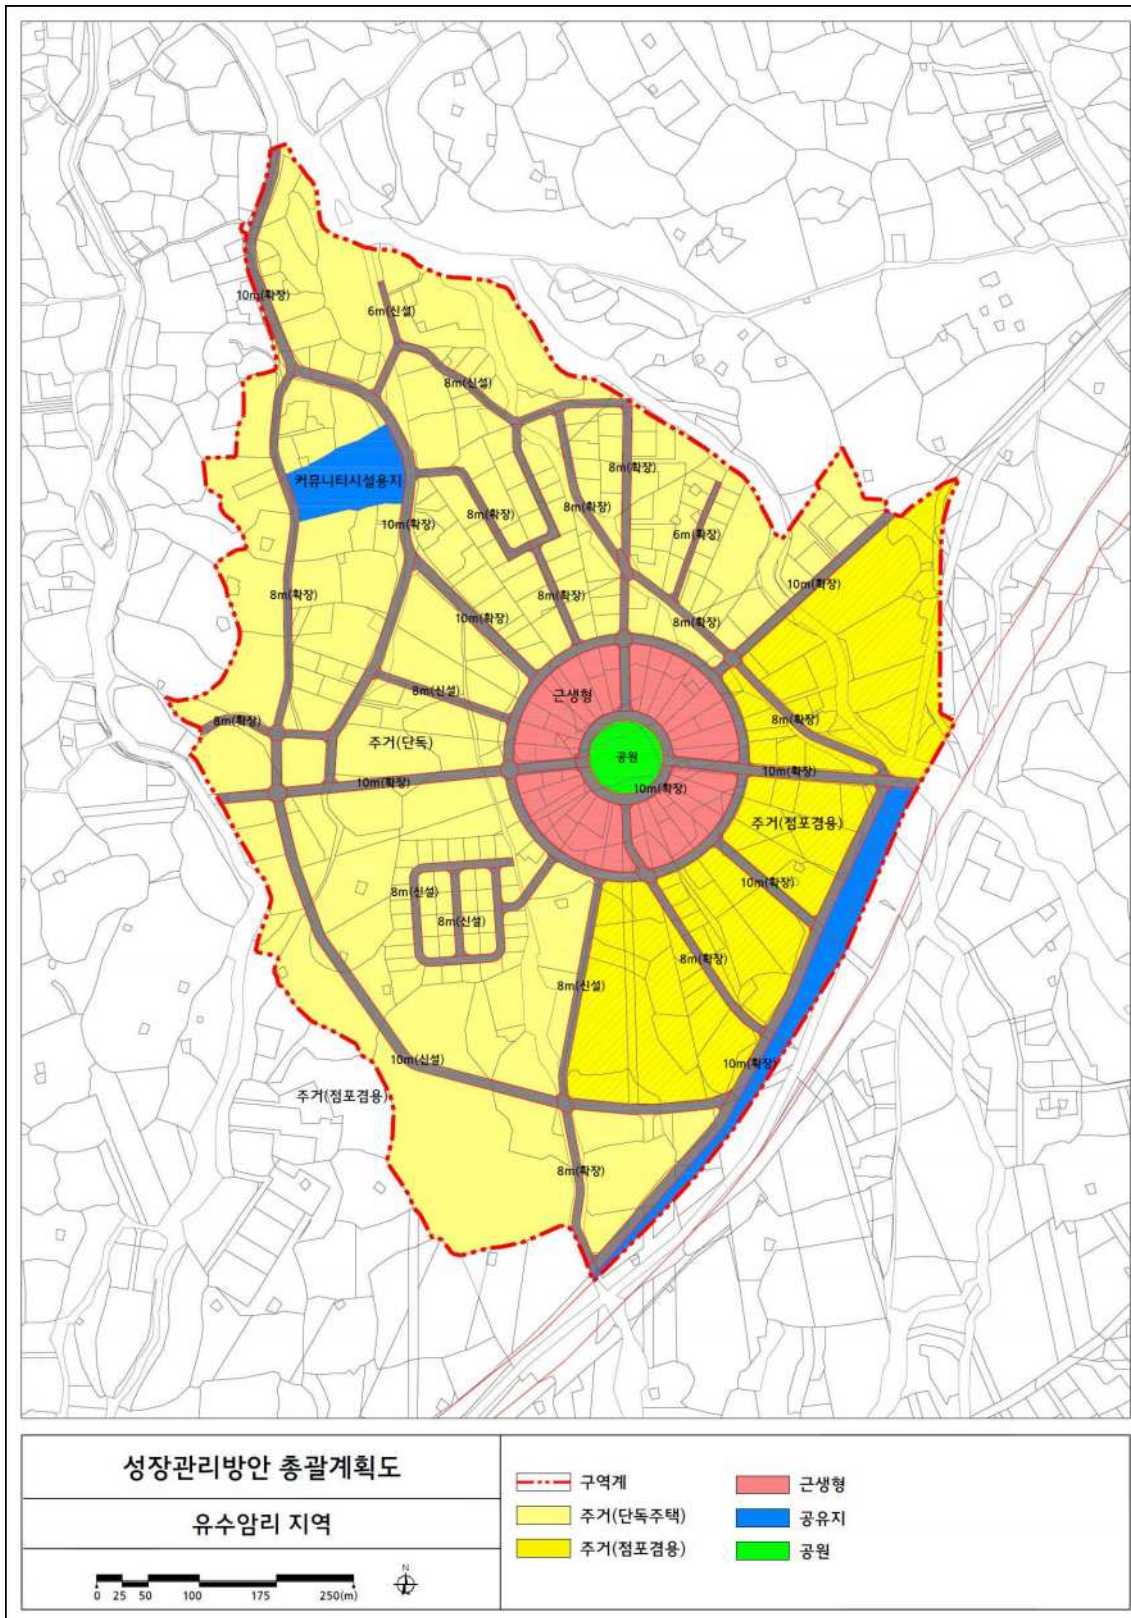 10m(확장)
6m(신설)
8m(신설)
커뮤니티시설용지
8m(확장)
8m(확장)
8m(확장)
10m(확장)
6m(확장)
10m(확장)
8m(확장)
8m(확장)
10m(확장)
8m(확장)
8m(신설)
근생형
8m(확장)
8m(확장)
주거(단독)
공원
10m(확장)
10m(확장)
10m(확장)
주거(점포겸용)
8m(신설)
10m(확장)
8m(신설)
8m(확장)
8m(신설)
10m(신설)
10m(확장)
주거(점포겸용)
8m(확장)
성장관리방안 총괄계획도
유수암리 지역
0 25 50 100 175 250(m)
N
구역계
주거(단독주택)
주거(점포겸용)
근생형
공유지
공원